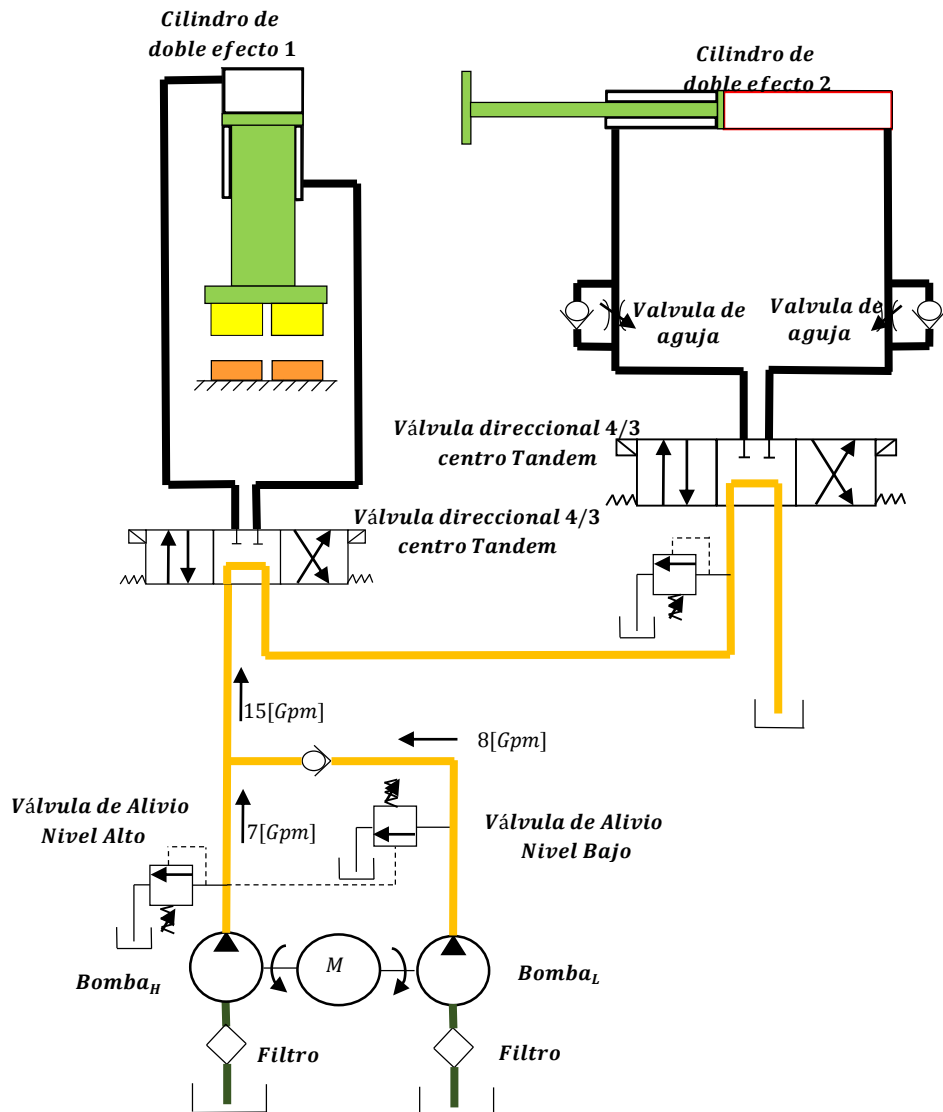 Cilindro de
doble efecto 1
Cilindro de
doble efecto 2
Valvula de
aguja
Valvula de
aguja
Válvula direccional 4/3
centro Tandem
Válvula direccional 4/3
centro Tandem
15[Gpm]
8[Gpm]
Válvula de Alivio
Nivel Alto
7[Gpm]
Válvula de Alivio
Nivel Bajo
Bomba_H
M
Bomba_L
Filtro
Filtro